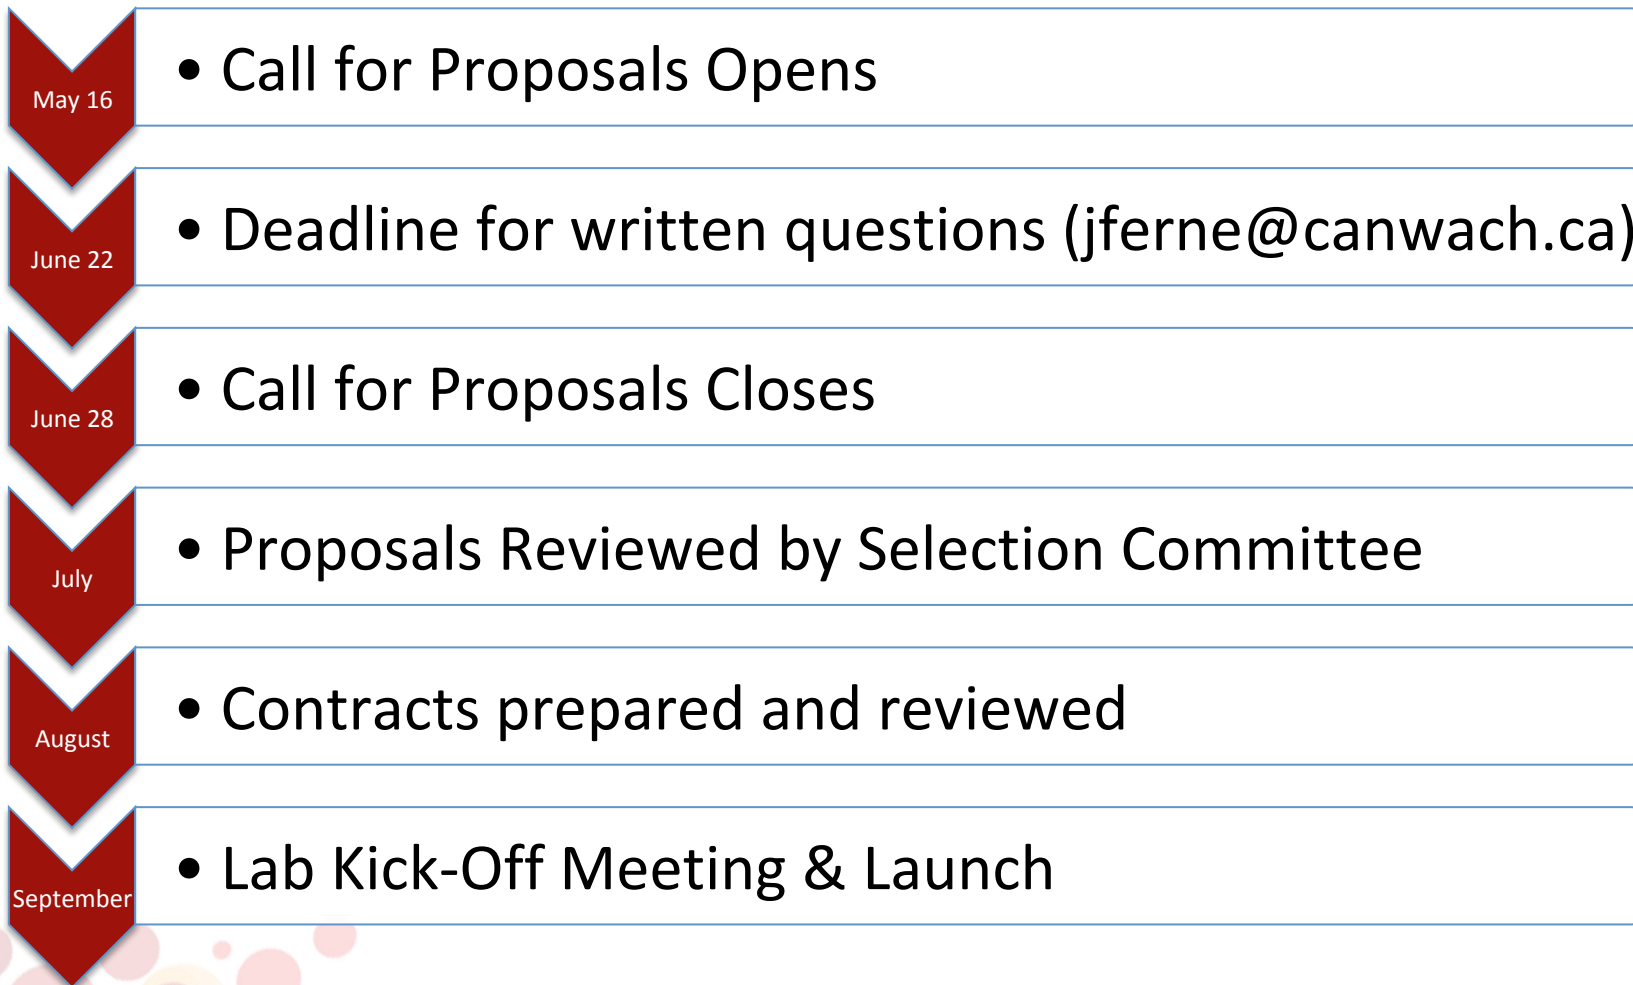 May 16
• Call for Proposals Opens
June 22
• Deadline for written questions (jferne@canwach.ca)
June 28
• Call for Proposals Closes
July
• Proposals Reviewed by Selection Committee
August
• Contracts prepared and reviewed
September
• Lab Kick-Off Meeting & Launch